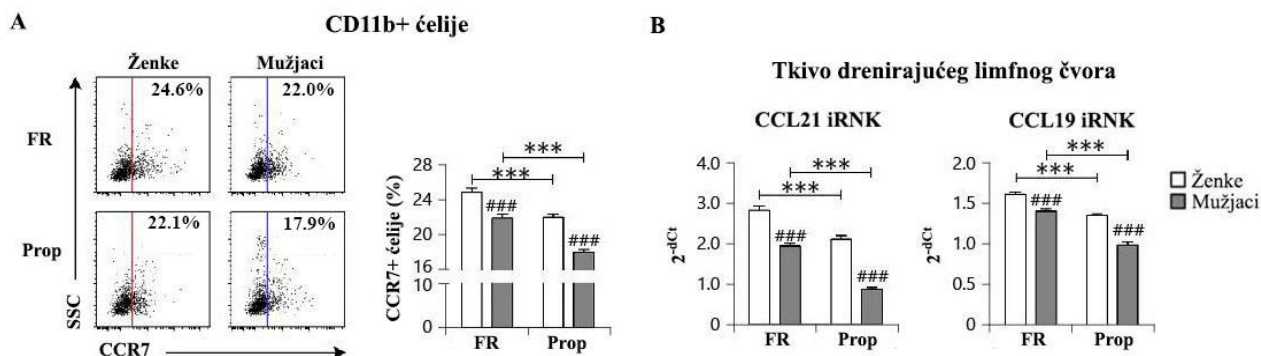 A
CD11b+ ćelije
Ženke Mužjaci
FR 24.6% 22.0%
Prop 22.1% 17.9%
SSC
CCR7
CCR7+ ćelije (%)
28
24
20
16
10
0
***
***
###
###
FR Prop
B
Tkivo drenirajućeg limfnog čvora
CCL21 iRNK
2^-dCt
4.0
3.0
2.0
1.0
0
***
***
###
###
FR Prop
CCL19 iRNK
2^-dCt
2.0
1.5
1.0
0.5
0
***
***
###
###
FR Prop
Ženke
Mužjaci